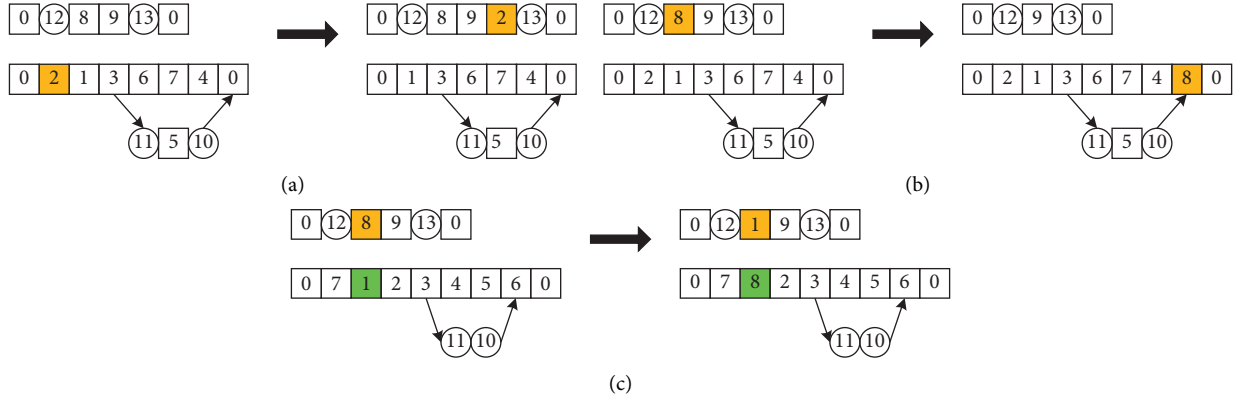 0 12 8 9 13 0
0 12 8 9 2 13 0
0 12 8 9 13 0
0 12 9 13 0
0 2 1 3 6 7 4 0
0 1 3 6 7 4 0
0 2 1 3 6 7 4 0
0 2 1 3 6 7 4 8 0
11 5 10
11 5 10
11 5 10
11 5 10
(a)
(b)
0 12 8 9 13 0
0 12 1 9 13 0
0 7 1 2 3 4 5 6 0
0 7 8 2 3 4 5 6 0
11 10
11 10
(c)